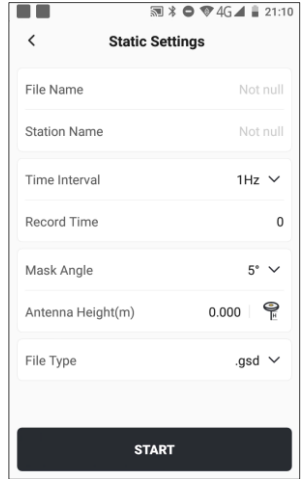 4G 21:10
Static Settings
File Name Not null
Station Name Not null
Time Interval 1Hz
Record Time 0
Mask Angle 5°
Antenna Height(m) 0.000
File Type .gsd
START